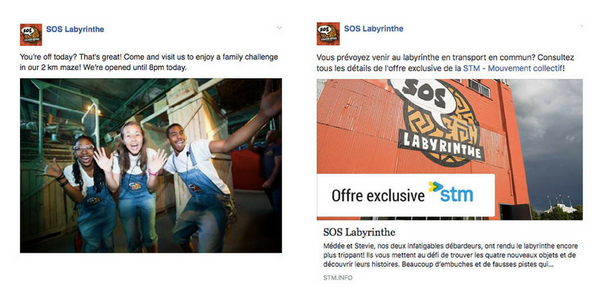 SOS Labyrinthe
You're off today? That's great! Come and visit us to enjoy a family challenge
in our 2 km maze! We're opened until 8pm today.
SOS Labyrinthe
Vous prévoyez venir au labyrinthe en transport en commun? Consultez
tous les détails de l'offre exclusive de la STM - Mouvement collectif!
SOS
LABYRINTHE
Offre exclusive stm
SOS Labyrinthe
Médée et Stevie, nos deux infatigables débardeurs, ont rendu le labyrinthe encore
plus trippant! Ils vous mettent au défi de trouver les quatre nouveaux objets et de
découvrir leurs histoires. Beaucoup d'embuches et de fausses pistes qui...
STM.INFO